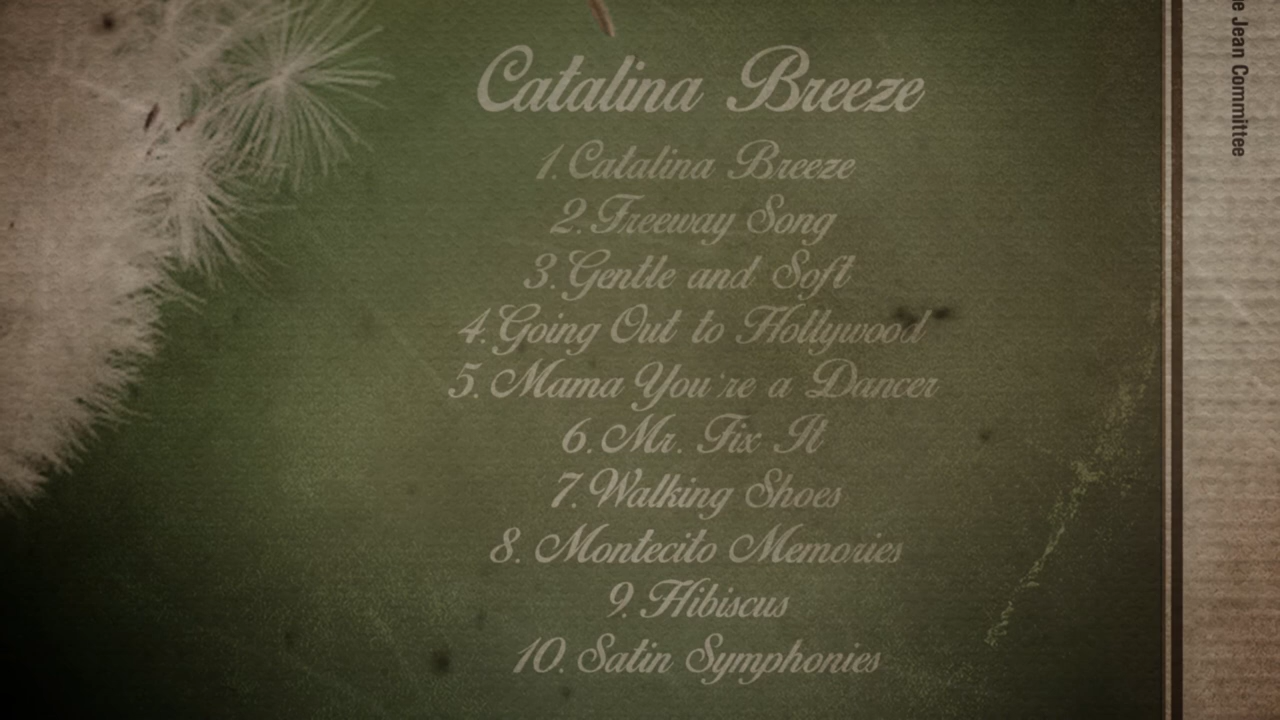 Catalina Breeze
1. Catalina Breeze
2. Freeway Song
3. Gentle and Soft
4. Going Out to Hollywood
5. Mama You're a Dancer
6. Mr. Fix It
7. Walking Shoes
8. Montecito Memories
9. Hibiscus
10. Satin Symphonies
Jean Committee